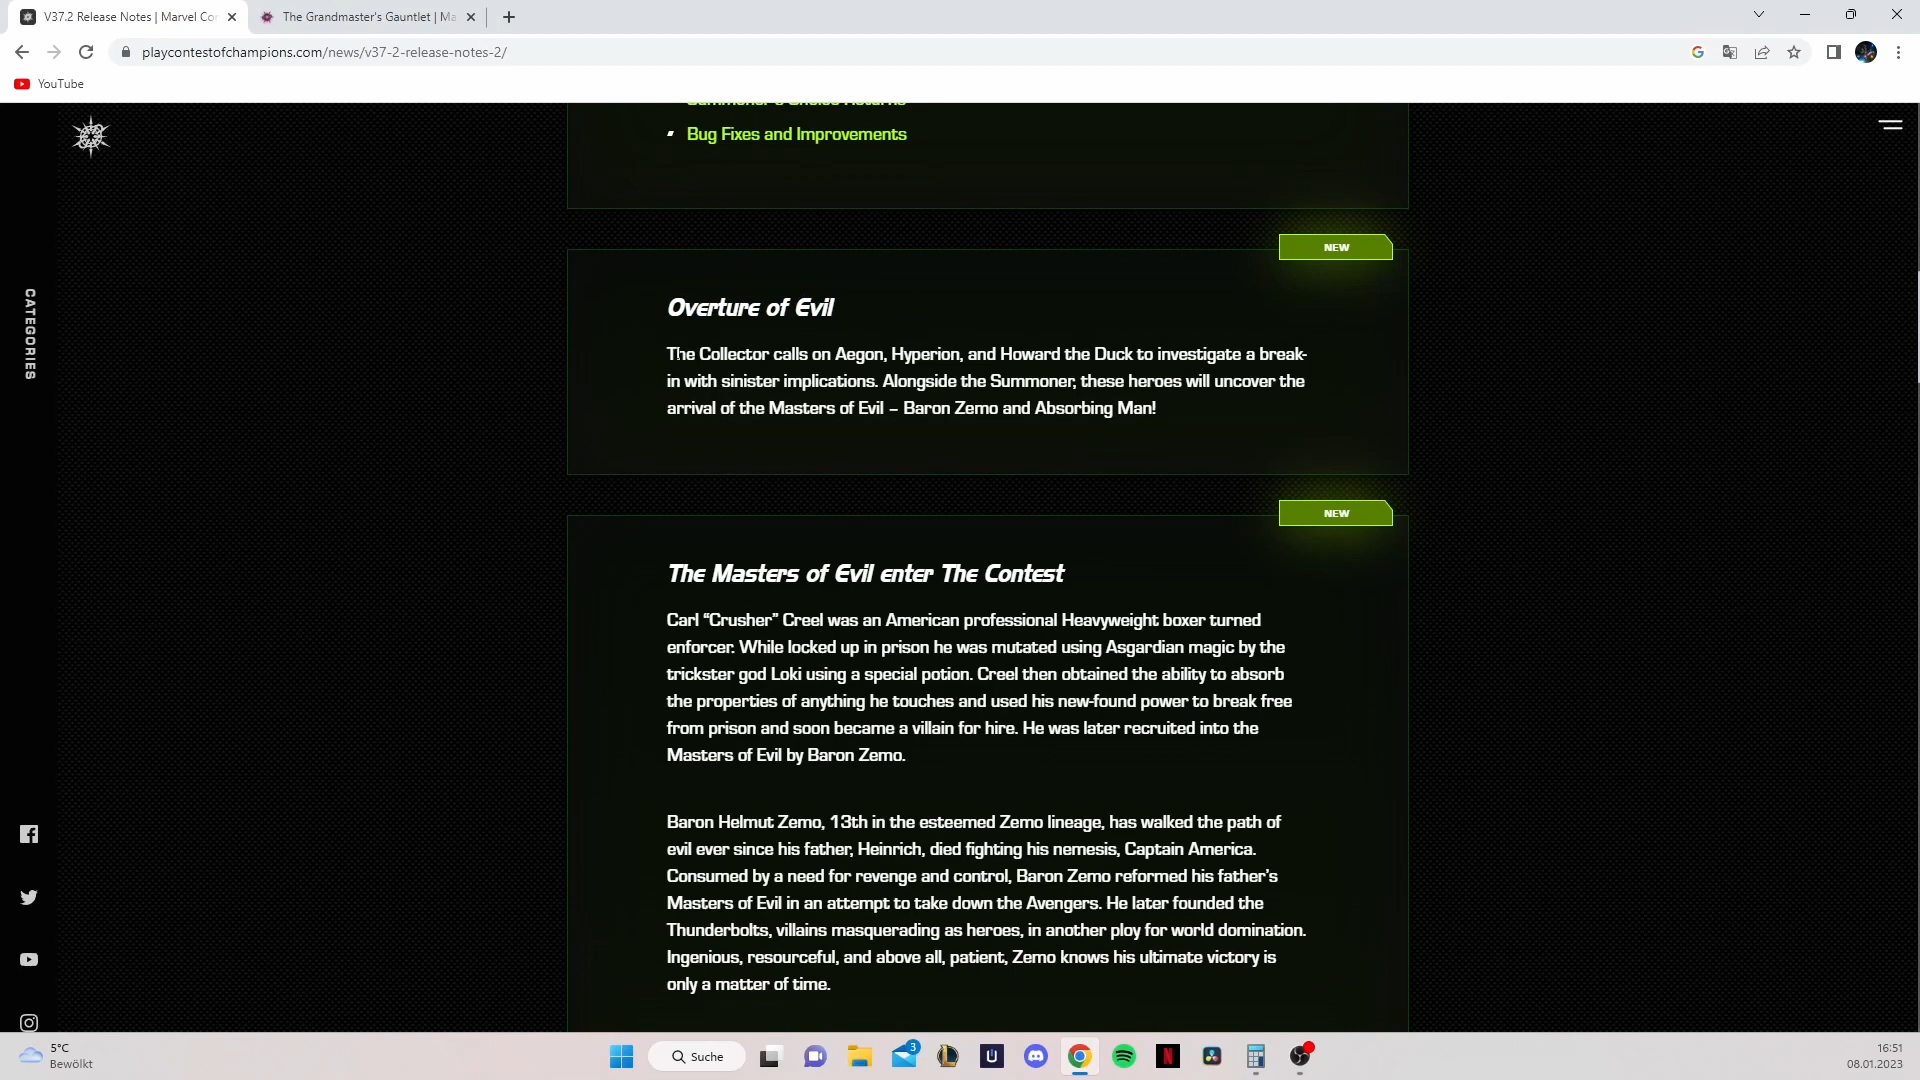 V37.2 Release Notes | Marvel Cor
The Grandmaster's Gauntlet | Ma
playcontestofchampions.com/news/v37-2-release-notes-2/
YouTube
Summoner's Choice Returns
Bug Fixes and Improvements
CATEGORIES
NEW
Overture of Evil
The Collector calls on Aegon, Hyperion, and Howard the Duck to investigate a break-
in with sinister implications. Alongside the Summoner, these heroes will uncover the
arrival of the Masters of Evil – Baron Zemo and Absorbing Man!
NEW
The Masters of Evil enter The Contest
Carl “Crusher” Creel was an American professional Heavyweight boxer turned
enforcer. While locked up in prison he was mutated using Asgardian magic by the
trickster god Loki using a special potion. Creel then obtained the ability to absorb
the properties of anything he touches and used his new-found power to break free
from prison and soon became a villain for hire. He was later recruited into the
Masters of Evil by Baron Zemo.
Baron Helmut Zemo, 13th in the esteemed Zemo lineage, has walked the path of
evil ever since his father, Heinrich, died fighting his nemesis, Captain America.
Consumed by a need for revenge and control, Baron Zemo reformed his father’s
Masters of Evil in an attempt to take down the Avengers. He later founded the
Thunderbolts, villains masquerading as heroes, in another ploy for world domination.
Ingenious, resourceful, and above all, patient, Zemo knows his ultimate victory is
only a matter of time.
5°C
Bewölkt
Suche
3
16:51
08.01.2023